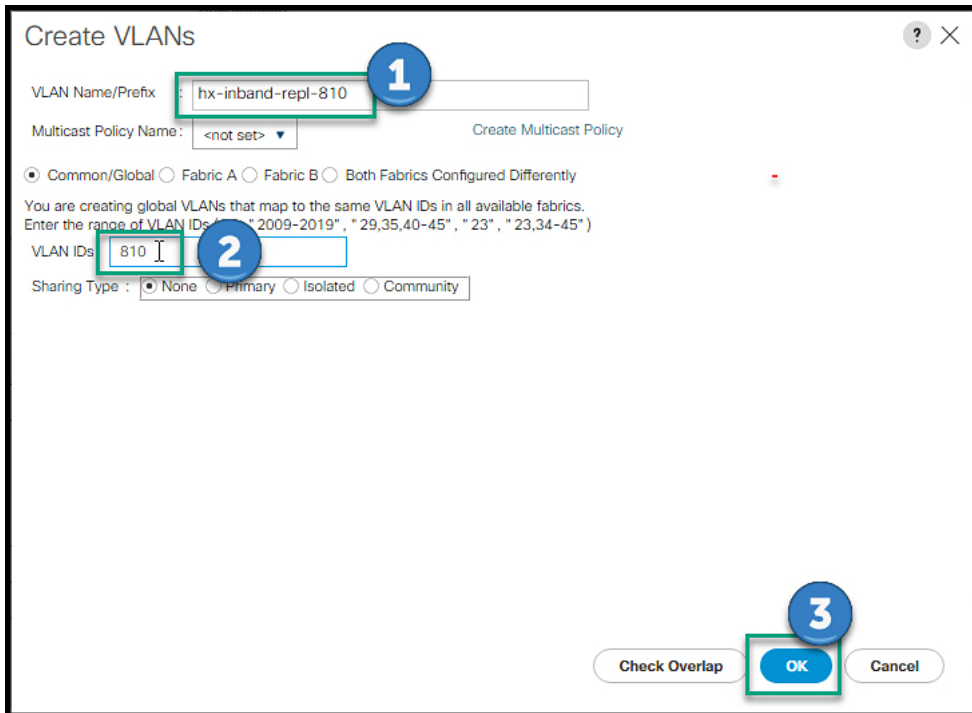 Create VLANs ?
VLAN Name/Prefix : hx-inband-repl-810 1
Multicast Policy Name : <not set> Create Multicast Policy
Common/Global Fabric A Fabric B Both Fabrics Configured Differently
You are creating global VLANs that map to the same VLAN IDs in all available fabrics.
Enter the range of VLAN IDs "2009-2019" , "29,35,40-45" , "23" , "23,34-45" )
VLAN IDs 810 2
Sharing Type : None Primary Isolated Community
3
Check Overlap OK Cancel